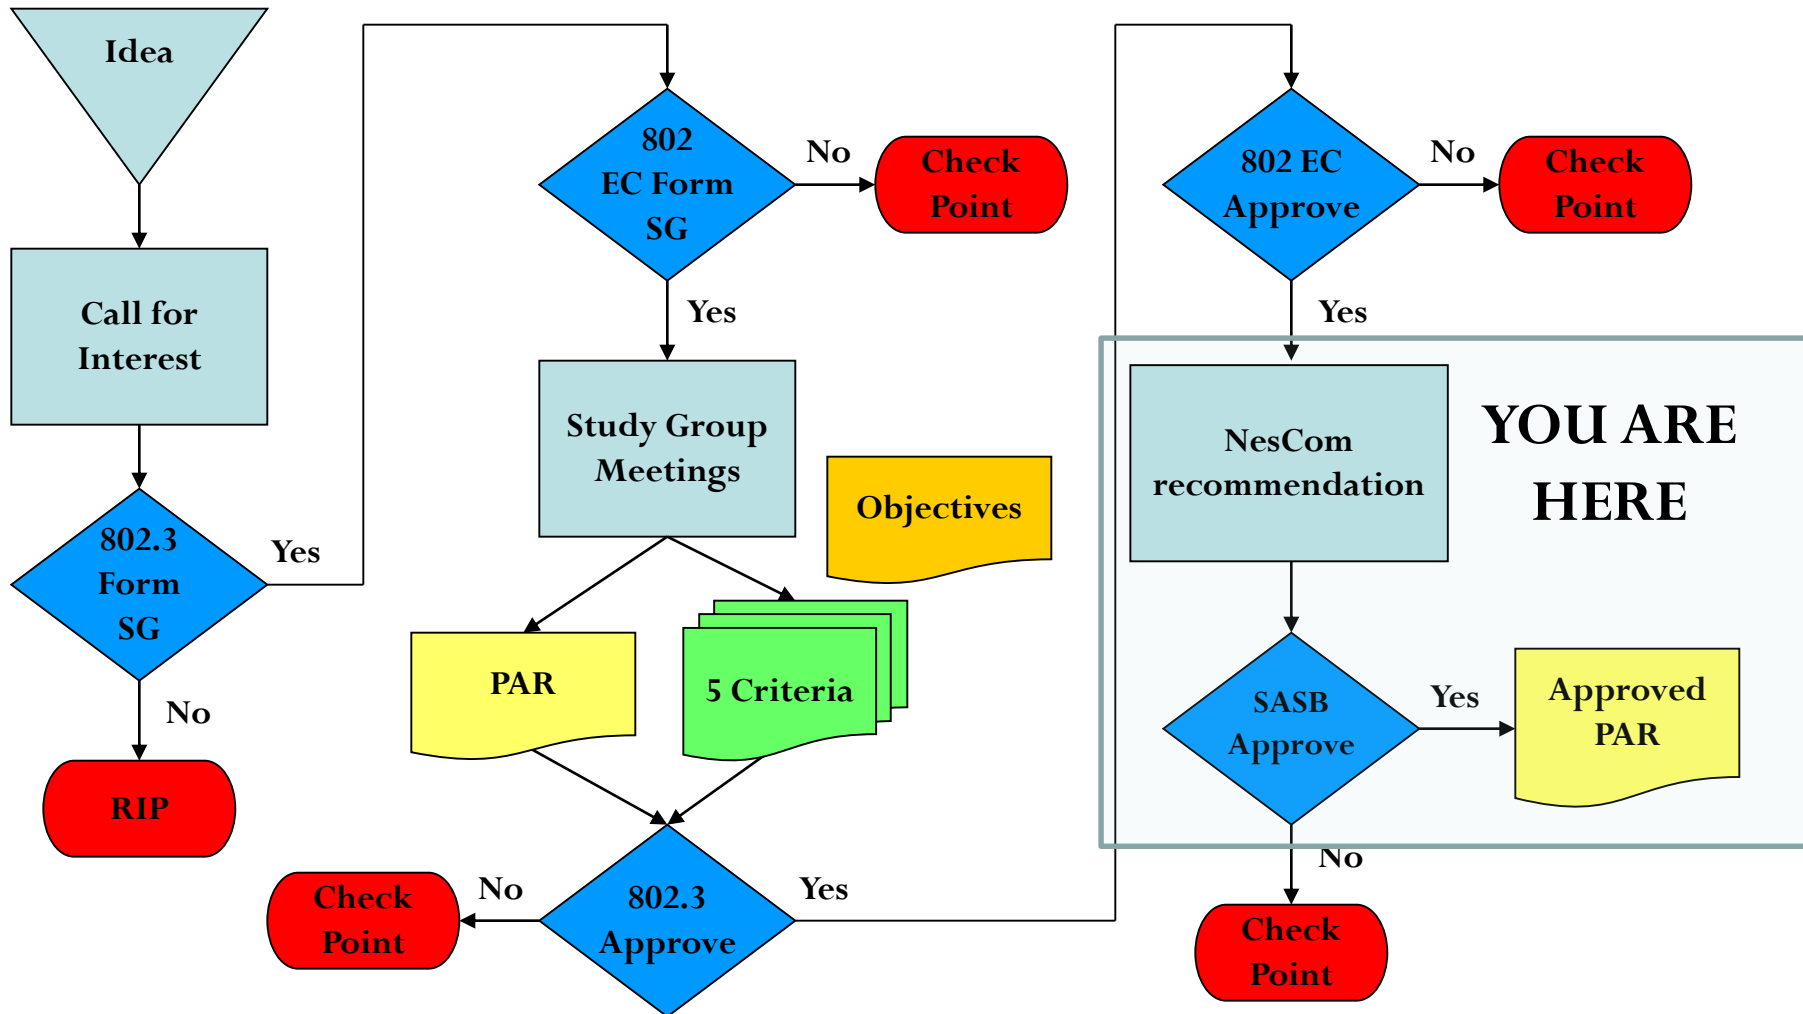 Idea
Call for
Interest
802.3
Form
SG
Yes
No
RIP
802
EC Form
SG
No
Check
Point
Yes
Study Group
Meetings
Objectives
PAR
5 Criteria
802.3
Approve
No
Check
Point
Yes
802 EC
Approve
No
Check
Point
Yes
NesCom
recommendation
YOU ARE
HERE
SASB
Approve
Yes
Approved
PAR
No
Check
Point